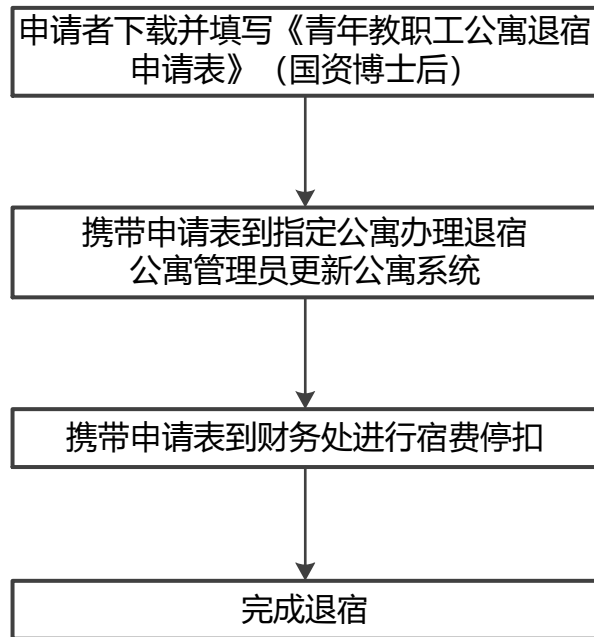 申请者下载并填写《青年教职工公寓退宿
申请表》（国资博士后）
携带申请表到指定公寓办理退宿
公寓管理员更新公寓系统
携带申请表到财务处进行宿费停扣
完成退宿